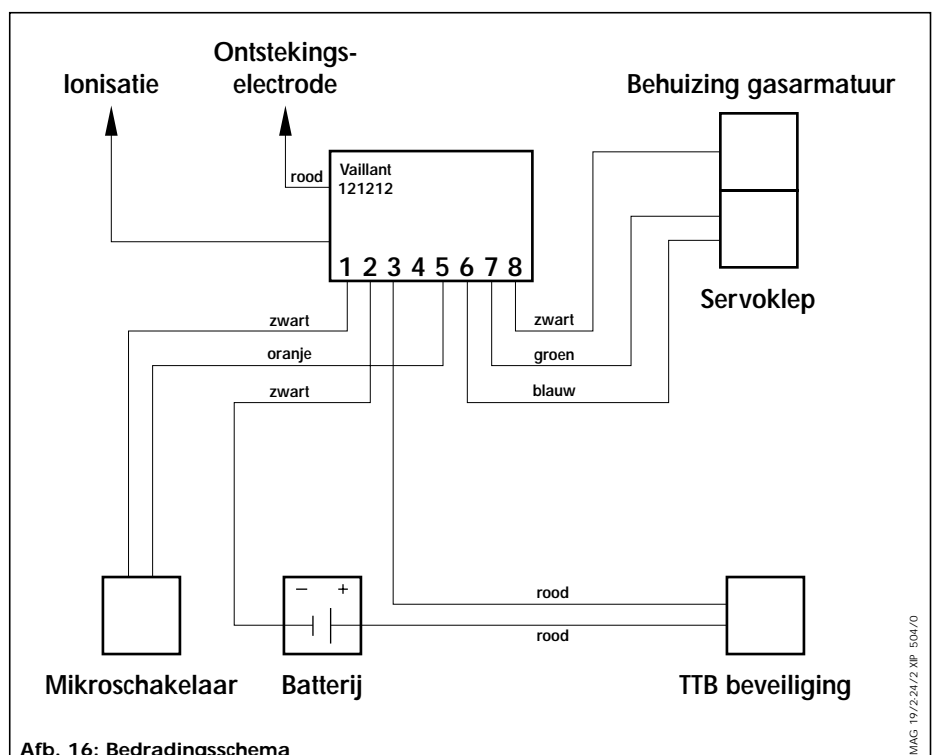 Ontstekings-
Ionisatie
electrode
Behuizing gasarmatuur
rood
Vaillant
121212
1 2 3 4 5 6 7 8
Servoklep
zwart
zwart
oranje
groen
zwart
blauw
rood
– +
rood
Mikroschakelaar
Batterij
TTB beveiliging
MAG 19/2-24/2 XIP 504/0
Afb. 16: Bedradingsschema